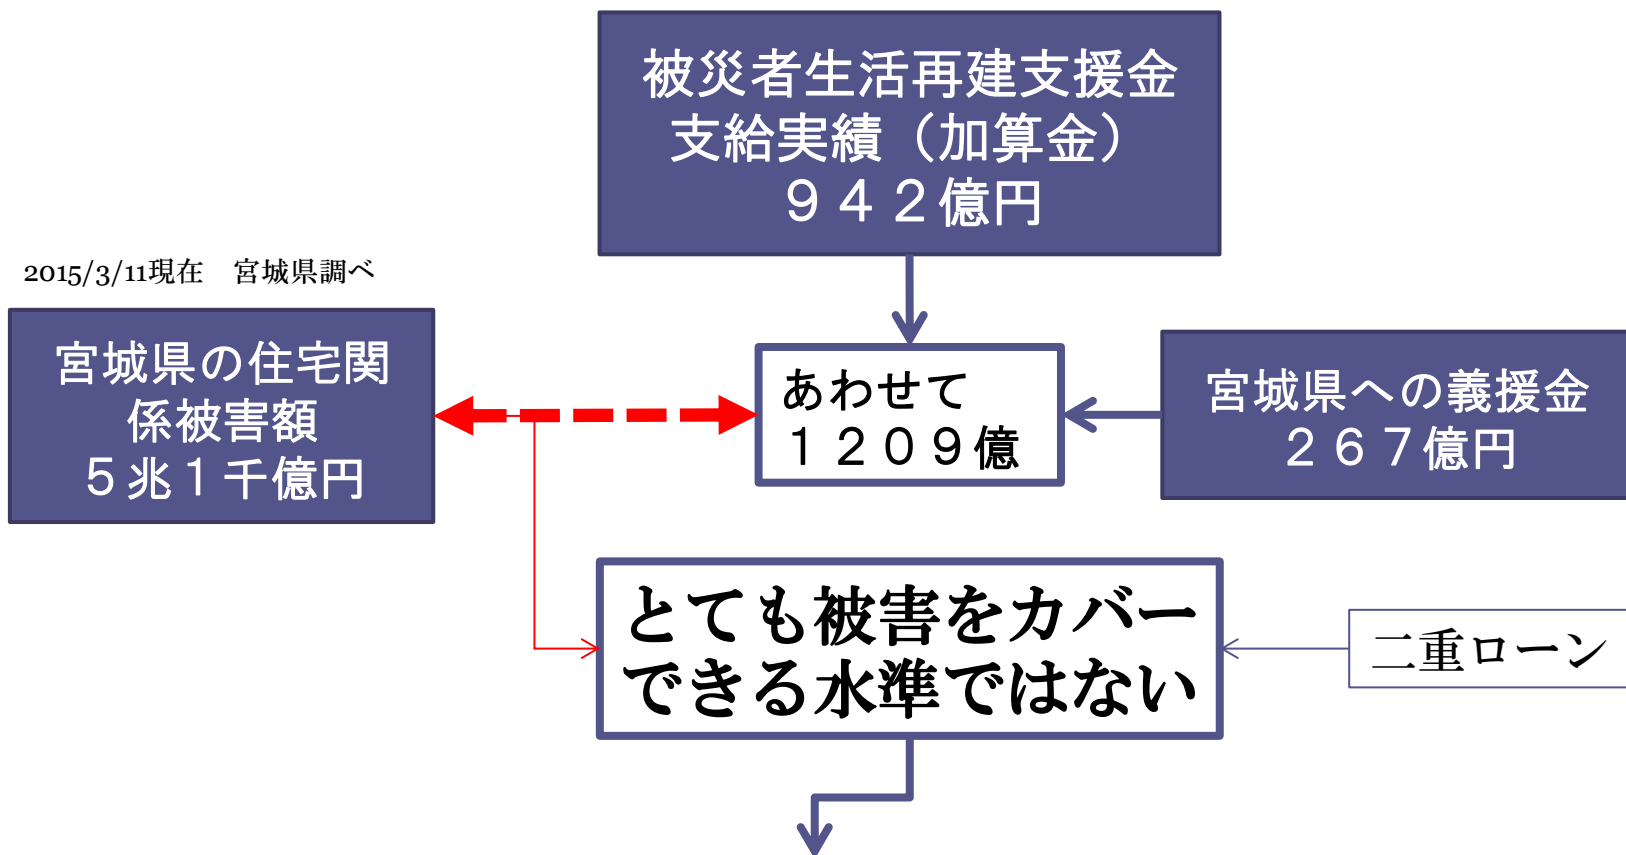 被災者生活再建支援金
支給実績（加算金）
９４２億円
2015/3/11現在　宮城県調べ
宮城県の住宅関
係被害額
５兆１千億円
あわせて
１２０９億
宮城県への義援金
２６７億円
とても被害をカバー
できる水準ではない
二重ローン